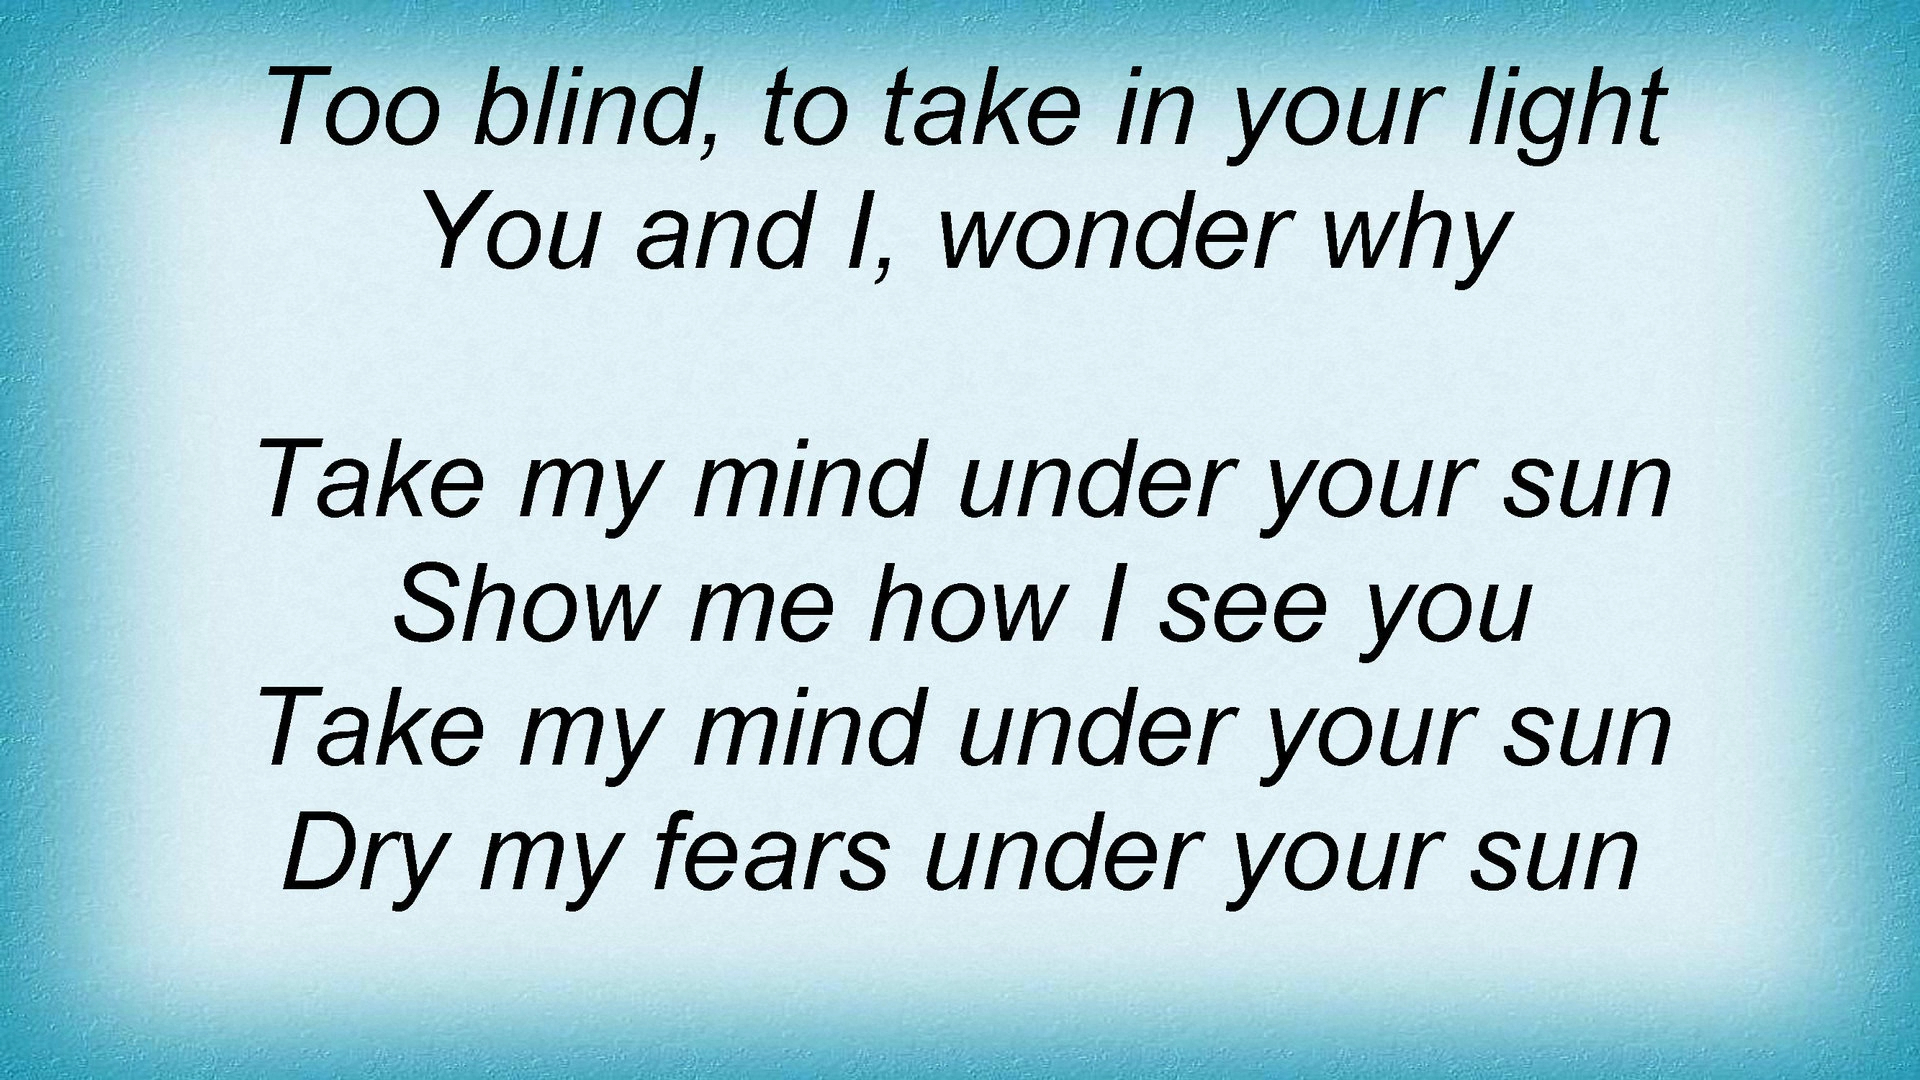 Too blind, to take in your light
You and I, wonder why
Take my mind under your sun
Show me how I see you
Take my mind under your sun
Dry my fears under your sun